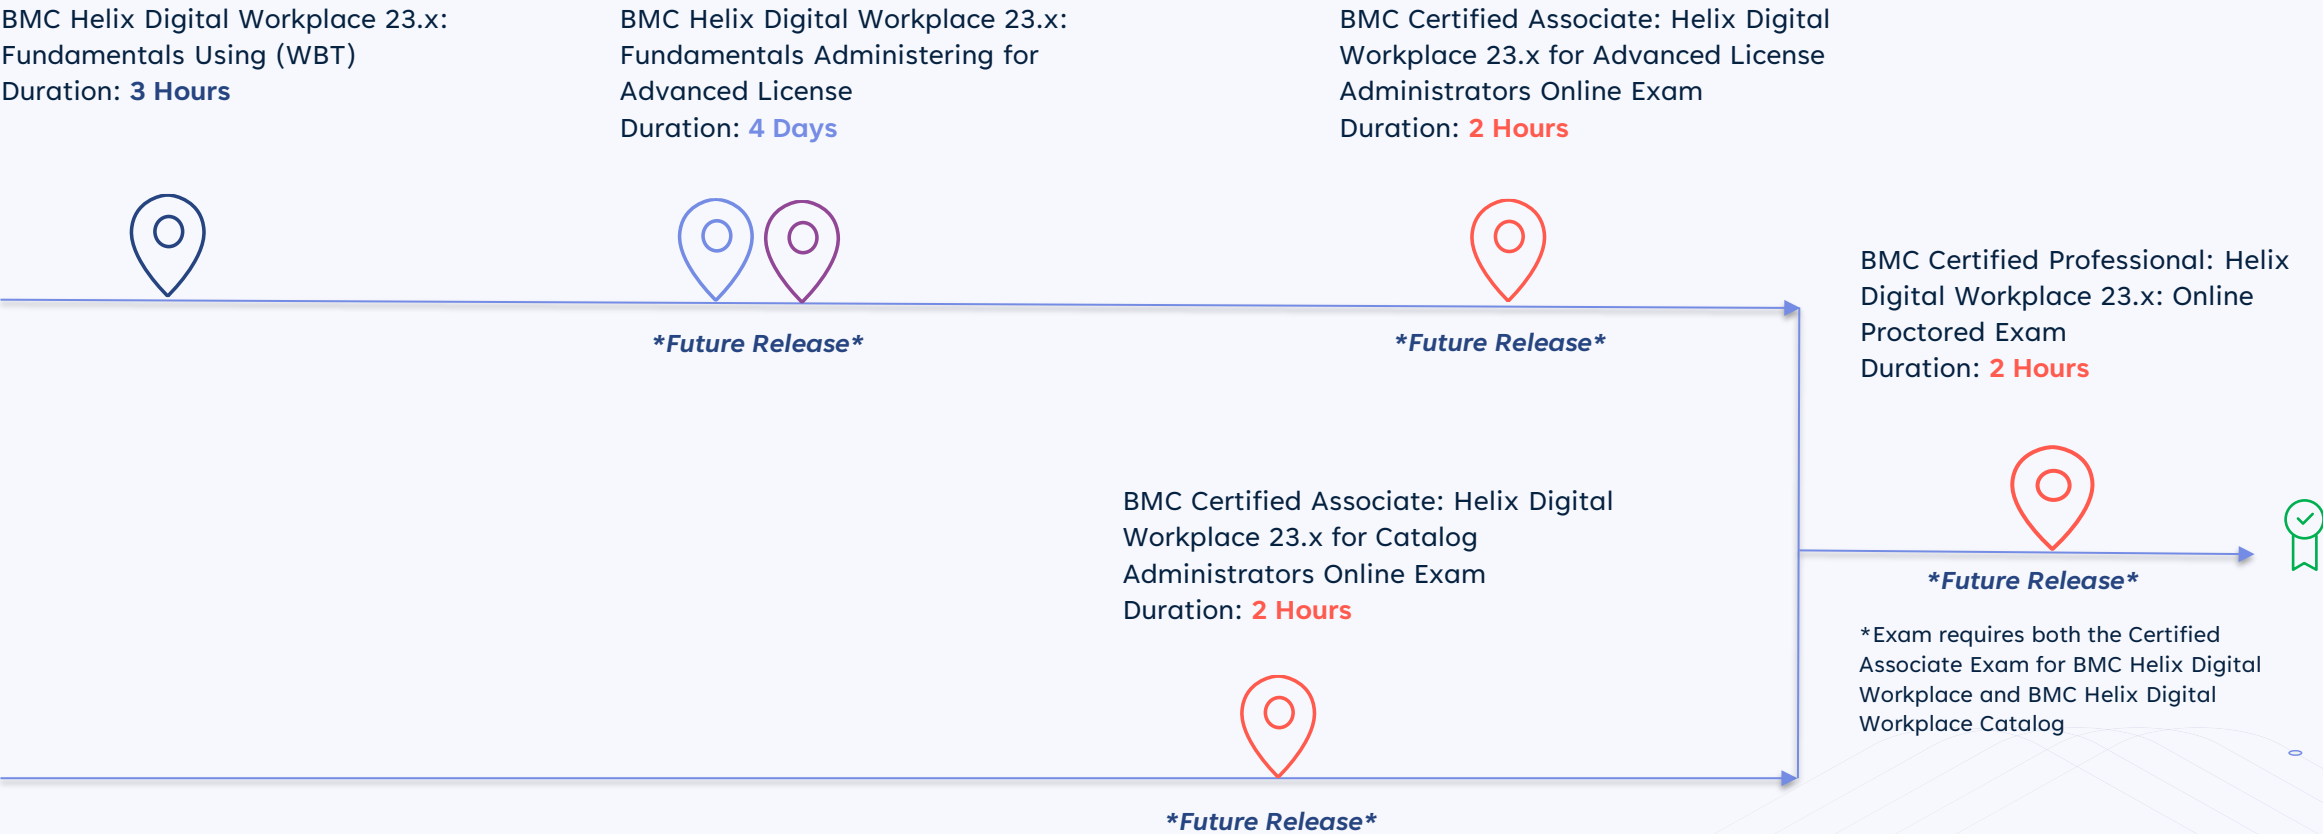 BMC Helix Digital Workplace 23.x:
Fundamentals Using (WBT)
Duration: 3 Hours
BMC Helix Digital Workplace 23.x:
Fundamentals Administering for
Advanced License
Duration: 4 Days
BMC Certified Associate: Helix Digital
Workplace 23.x for Advanced License
Administrators Online Exam
Duration: 2 Hours
*Future Release*
*Future Release*
BMC Certified Professional: Helix
Digital Workplace 23.x: Online
Proctored Exam
Duration: 2 Hours
BMC Certified Associate: Helix Digital
Workplace 23.x for Catalog
Administrators Online Exam
Duration: 2 Hours
*Future Release*
*Exam requires both the Certified
Associate Exam for BMC Helix Digital
Workplace and BMC Helix Digital
Workplace Catalog
*Future Release*